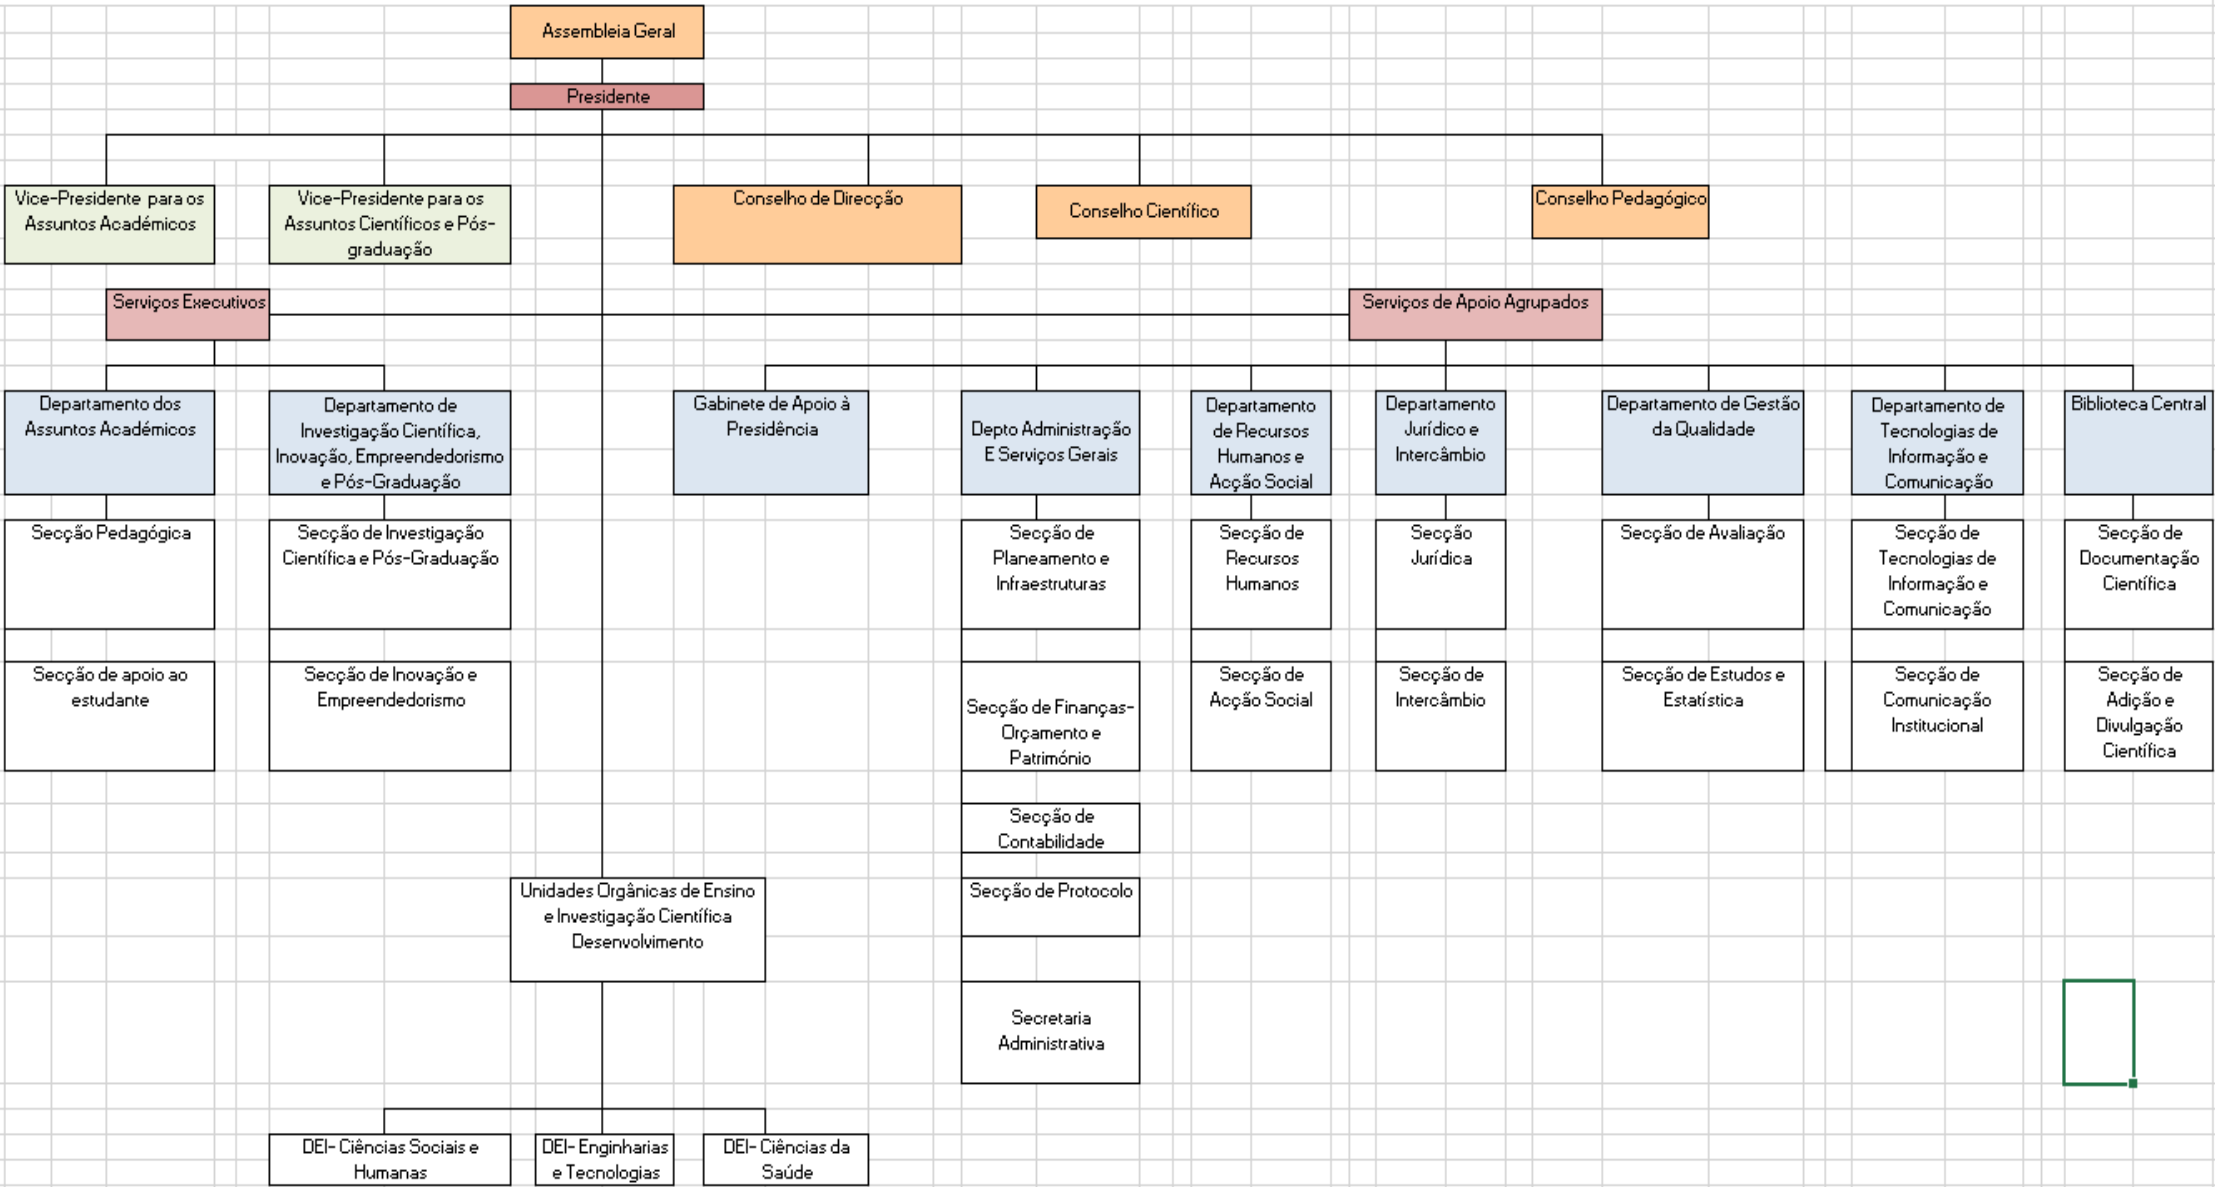 Assembleia Geral
Presidente
Vice-Presidente para os
Assuntos Académicos
Vice-Presidente para os
Assuntos Científicos e Pós-
graduação
Conselho de Direcção
Conselho Científico
Conselho Pedagógico
Serviços Executivos
Serviços de Apoio Agrupados
Departamento dos
Assuntos Académicos
Departamento de
Investigação Científica,
Inovação, Empreendedorismo
e Pós-Graduação
Gabinete de Apoio à
Presidência
Depto Administração
E Serviços Gerais
Departamento
de Recursos
Humanos e
Acção Social
Departamento
Jurídico e
Intercâmbio
Departamento de Gestão
da Qualidade
Departamento de
Tecnologias de
Informação e
Comunicação
Biblioteca Central
Secção Pedagógica
Secção de Investigação
Científica e Pós-Graduação
Secção de
Planeamento e
Infraestruturas
Secção de
Recursos
Humanos
Secção
Jurídica
Secção de Avaliação
Secção de
Tecnologias de
Informação e
Comunicação
Secção de
Documentação
Científica
Secção de apoio ao
estudante
Secção de Inovação e
Empreendedorismo
Secção de Finanças-
Orçamento e
Património
Secção de
Acção Social
Secção de
Intercâmbio
Secção de Estudos e
Estatística
Secção de
Comunicação
Institucional
Secção de
Adição e
Divulgação
Científica
Secção de
Contabilidade
Unidades Orgânicas de Ensino
e Investigação Científica
Desenvolvimento
Secção de Protocolo
Secretaria
Administrativa
DEI- Ciências Sociais e
Humanas
DEI- Enginharias
e Tecnologias
DEI- Ciências da
Saúde